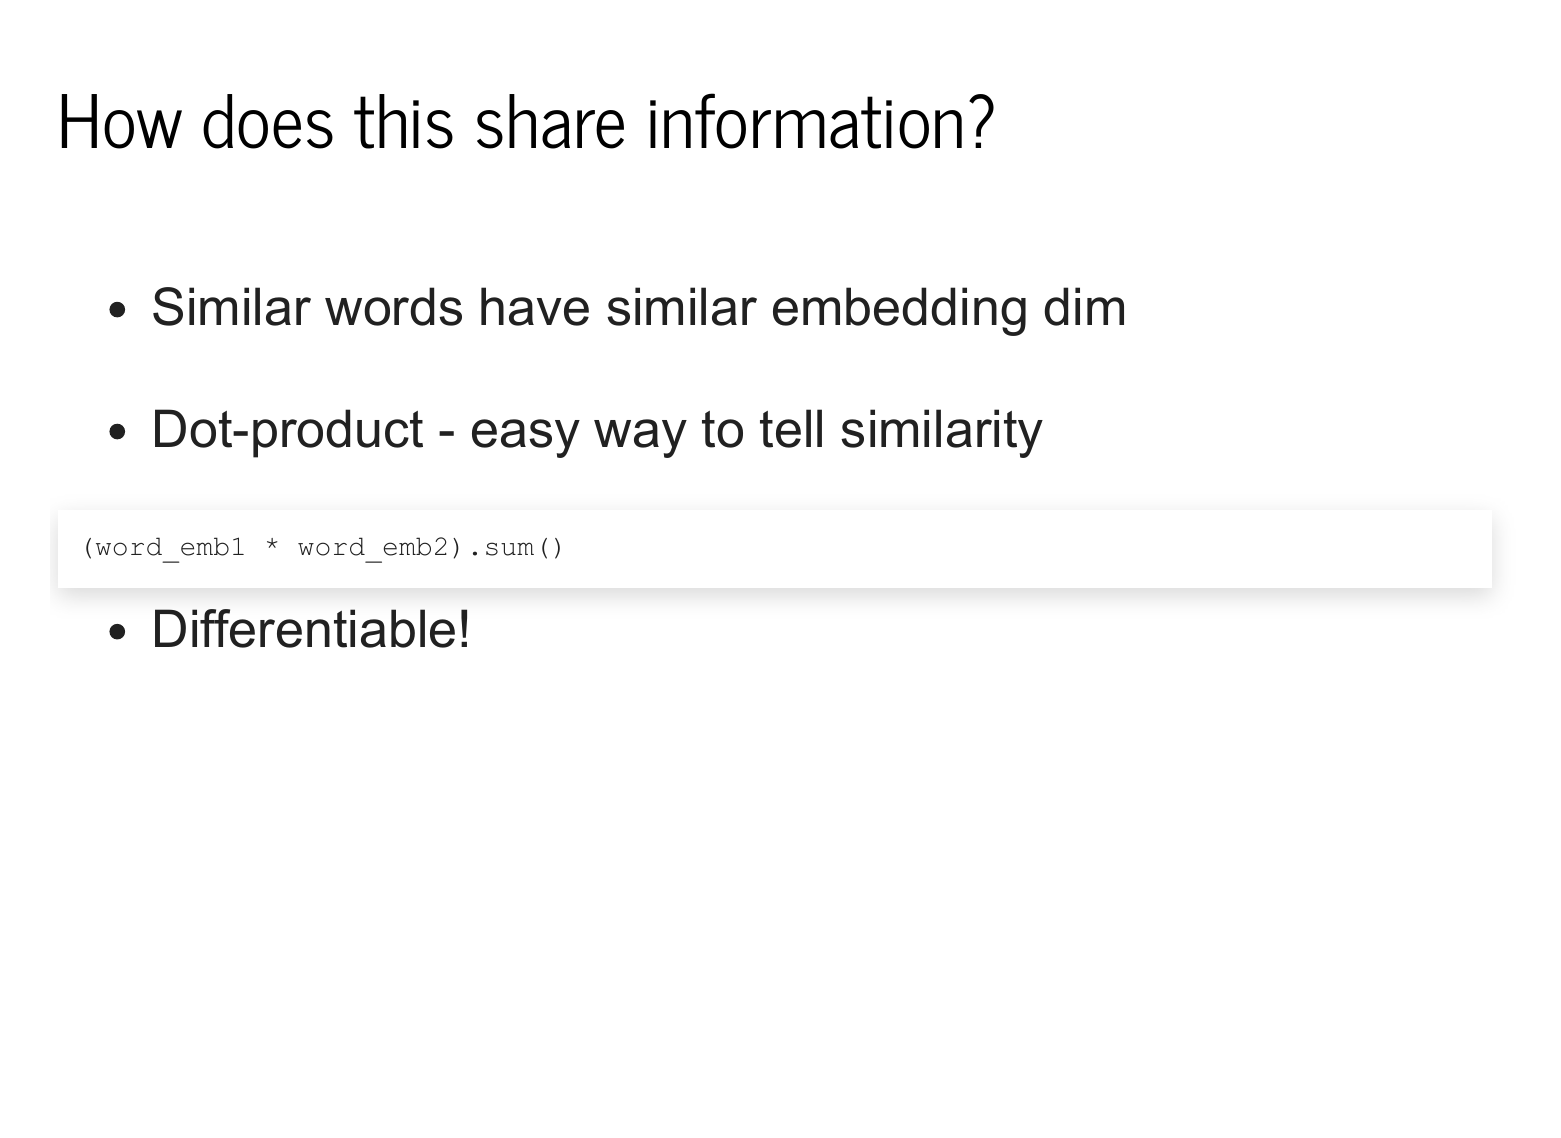 How does this share information?
• Similar words have similar embedding dim
• Dot-product - easy way to tell similarity
(word_emb1 * word_emb2).sum()
• Differentiable!